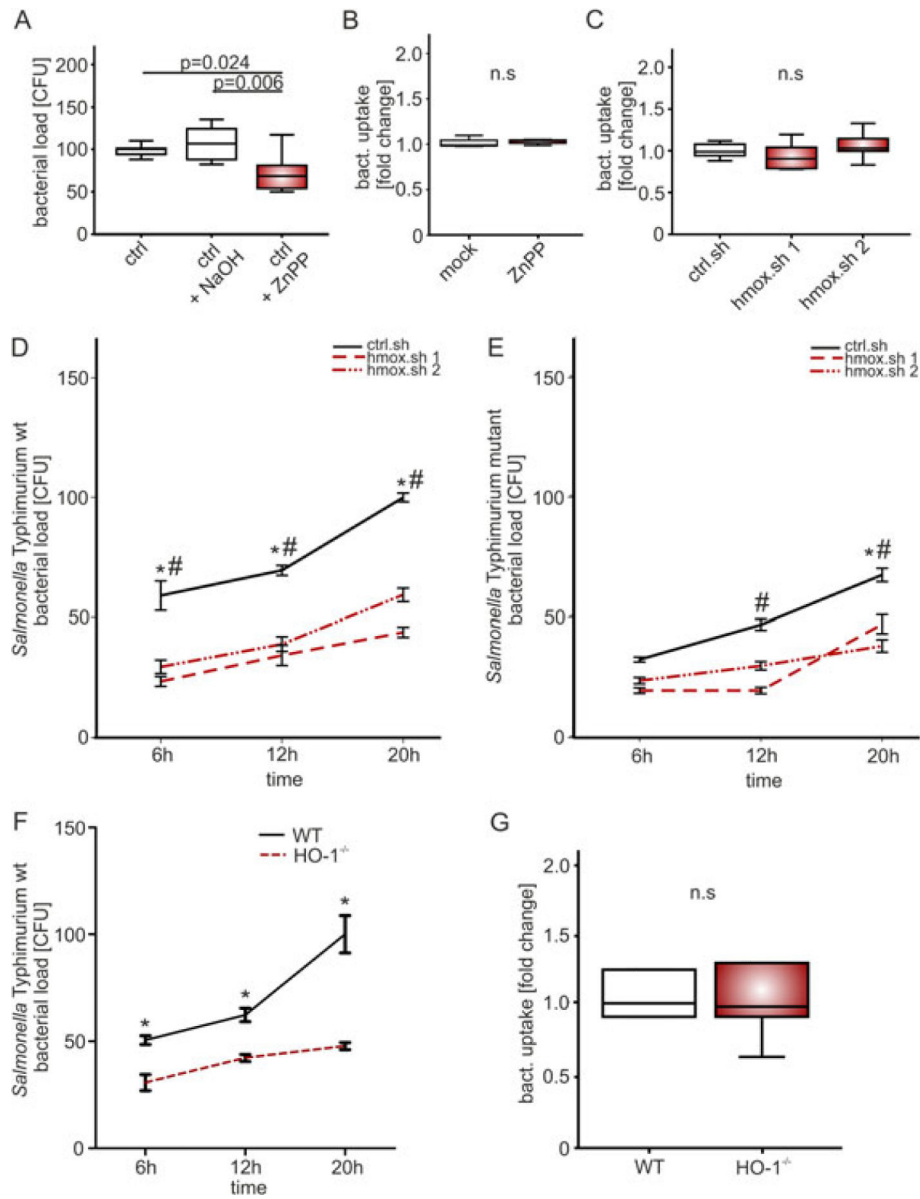 A
bacterial load [CFU]
200
150
100
50
0
p=0.024
p=0.006
ctrl
ctrl
+ NaOH
ctrl
+ ZnPP
B
bact. uptake
[fold change]
2.0
1.5
1.0
0.5
0
n.s
mock
ZnPP
C
bact. uptake
[fold change]
2.0
1.5
1.0
0.5
0
n.s
ctrl.sh
hmox.sh 1
hmox.sh 2
D
Salmonella Typhimurium wt
bacterial load [CFU]
150
100
50
0
ctrl.sh
hmox.sh 1
hmox.sh 2
*#
*#
*#
6h
12h
20h
time
E
Salmonella Typhimurium mutant
bacterial load [CFU]
150
100
50
0
ctrl.sh
hmox.sh 1
hmox.sh 2
#
*#
6h
12h
20h
time
F
Salmonella Typhimurium wt
bacterial load [CFU]
150
100
50
0
WT
HO-1-/-
*
*
*
6h
12h
20h
time
G
bact. uptake [fold change]
2.0
1.5
1.0
0.5
0
n.s
WT
HO-1-/-